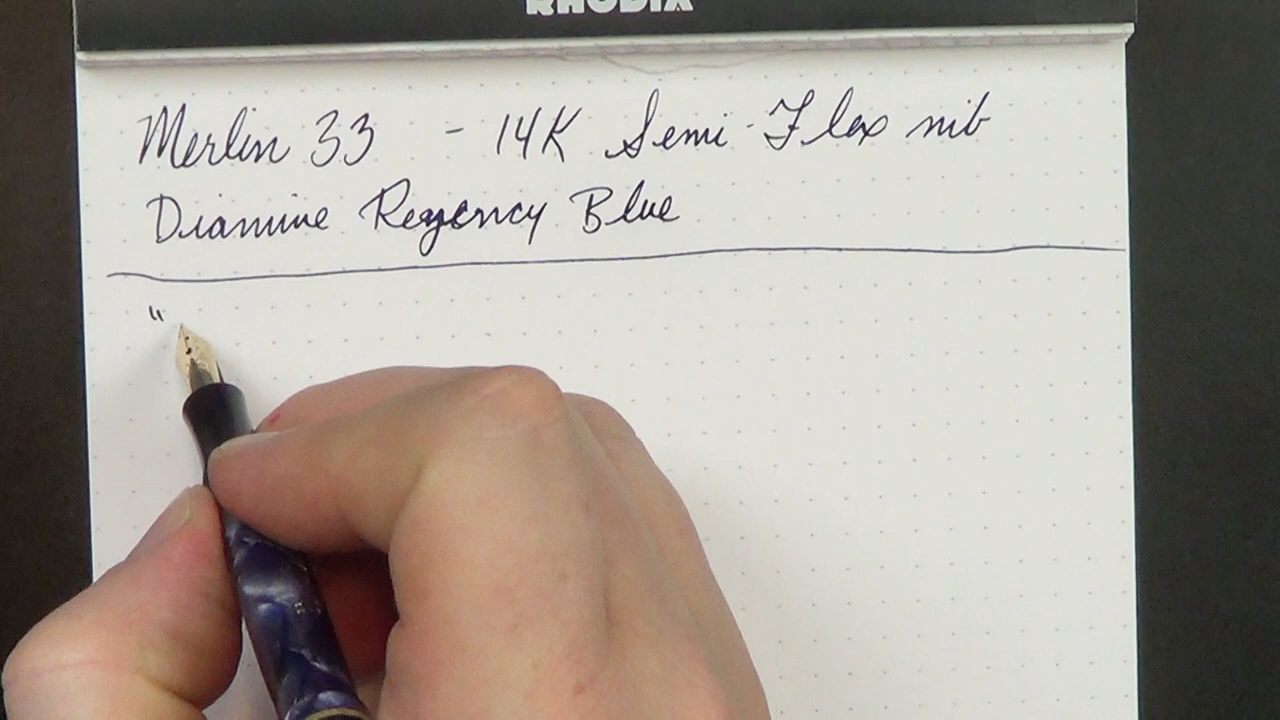 RHODIA
Merlin 33 - 14K Semi-Flex nib
Diamine Regency Blue
"